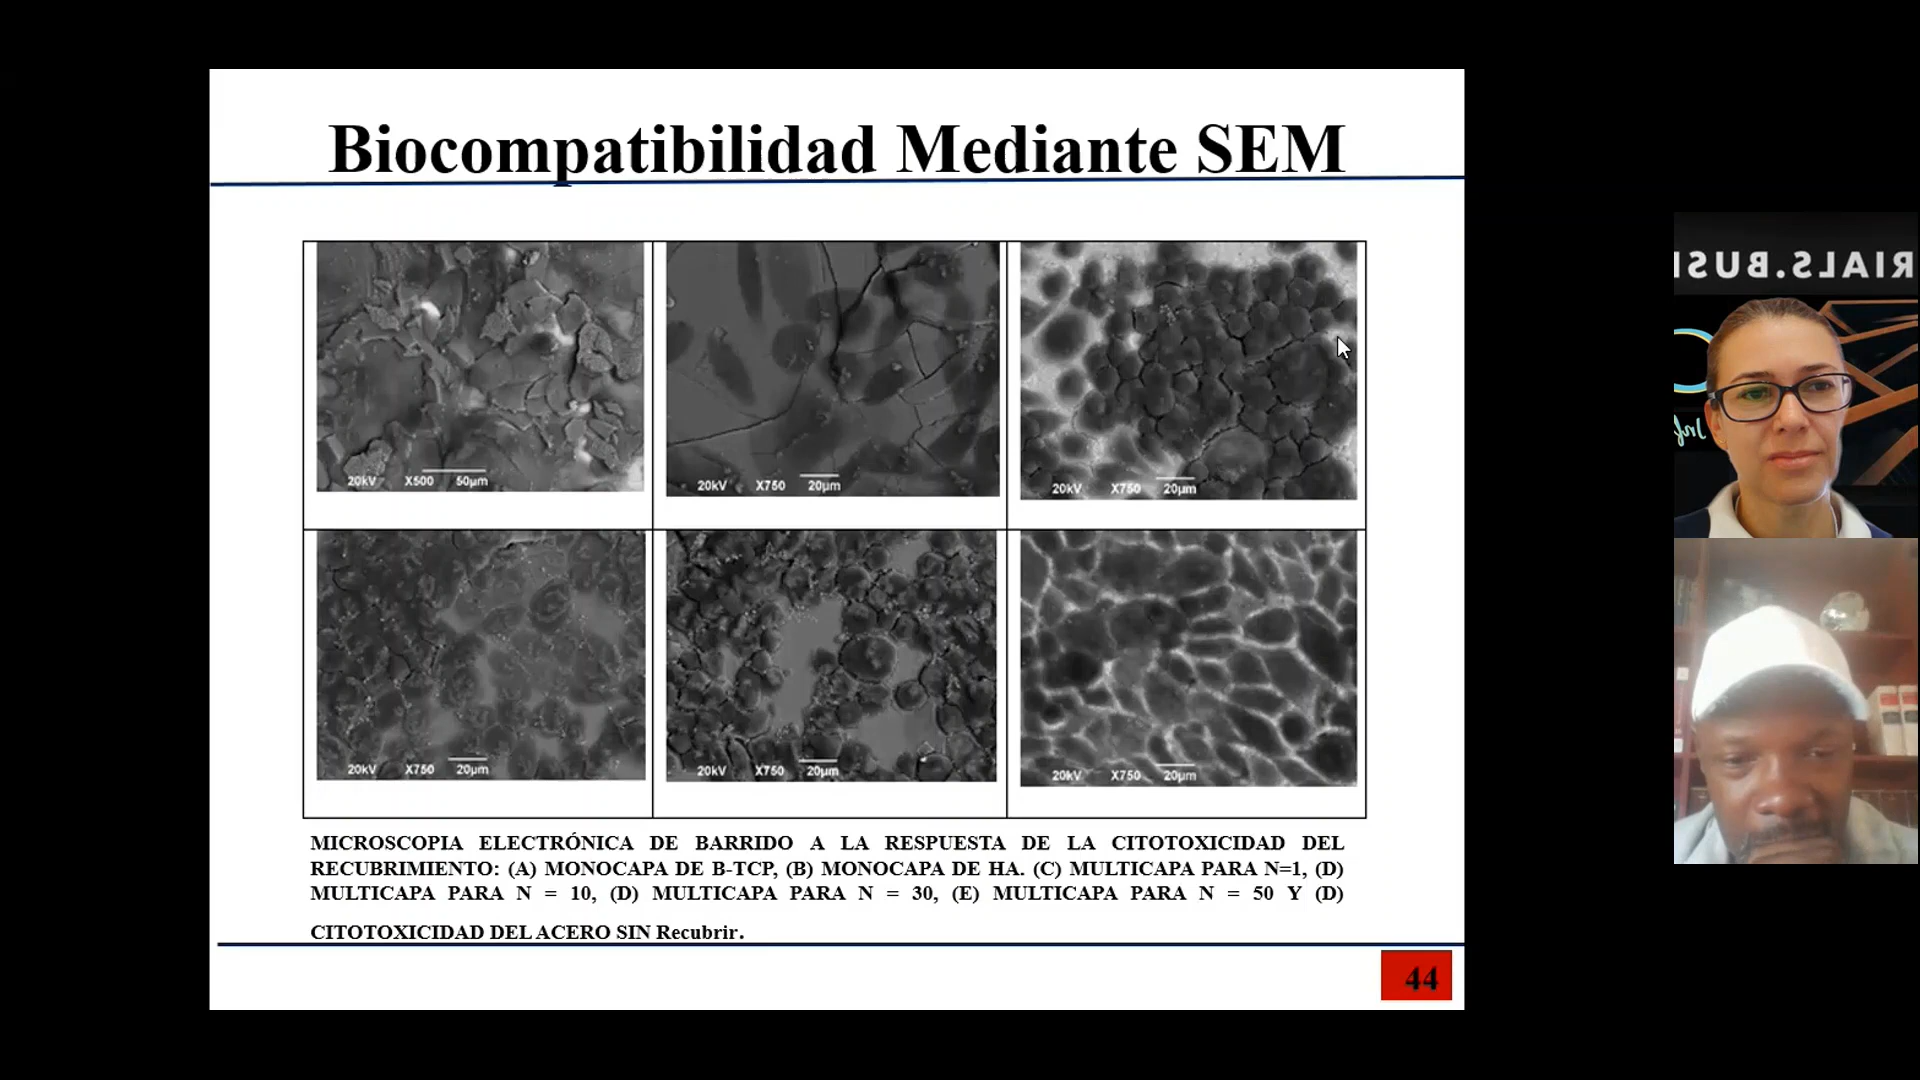 Biocompatibilidad Mediante SEM
20kV X500 50µm
20kV X750 20µm
20kV X750 20µm
20kV X750 20µm
20kV X750 20µm
20kV X750 20µm
MICROSCOPIA ELECTRÓNICA DE BARRIDO A LA RESPUESTA DE LA CITOTOXICIDAD DEL
RECUBRIMIENTO: (A) MONOCAPA DE B-TCP, (B) MONOCAPA DE HA. (C) MULTICAPA PARA N=1, (D)
MULTICAPA PARA N = 10, (D) MULTICAPA PARA N = 30, (E) MULTICAPA PARA N = 50 Y (D)
CITOTOXICIDAD DEL ACERO SIN Recubrir.
44
RIALS.BUSI